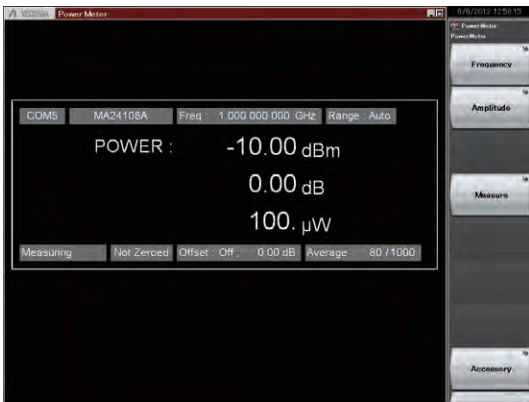 MS2830A Power Meter
6/6/2012 12:58:15
Power Meter
Power Meter
Frequency
Amplitude
COM5 MA24108A Freq : 1.000 000 000 GHz Range : Auto
POWER : -10.00 dBm
0.00 dB
100. µW
Measure
Measuring Not Zeroed Offset : Off , 0.00 dB Average 80 / 1000
Accessory